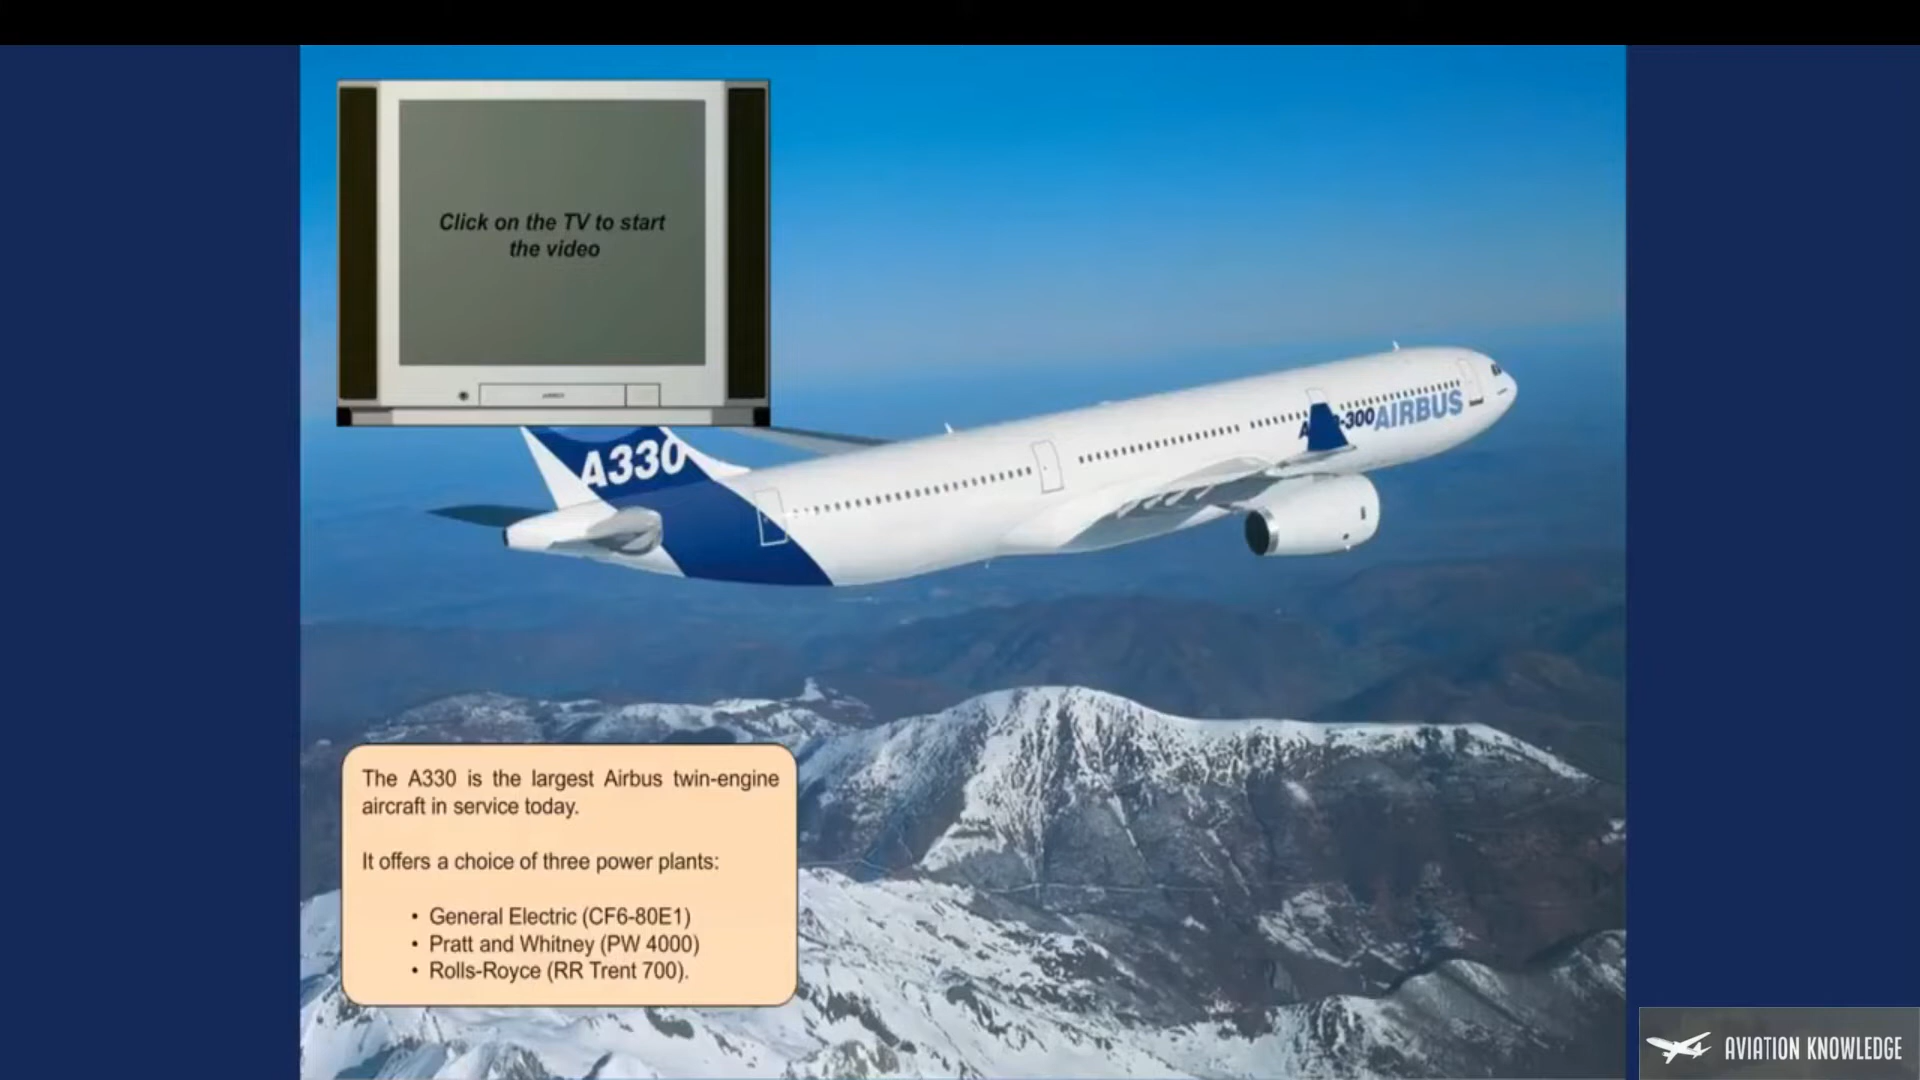 Click on the TV to start
the video
A330
-300 AIRBUS
The A330 is the largest Airbus twin-engine
aircraft in service today.
It offers a choice of three power plants:
• General Electric (CF6-80E1)
• Pratt and Whitney (PW 4000)
• Rolls-Royce (RR Trent 700).
AVIATION KNOWLEDGE